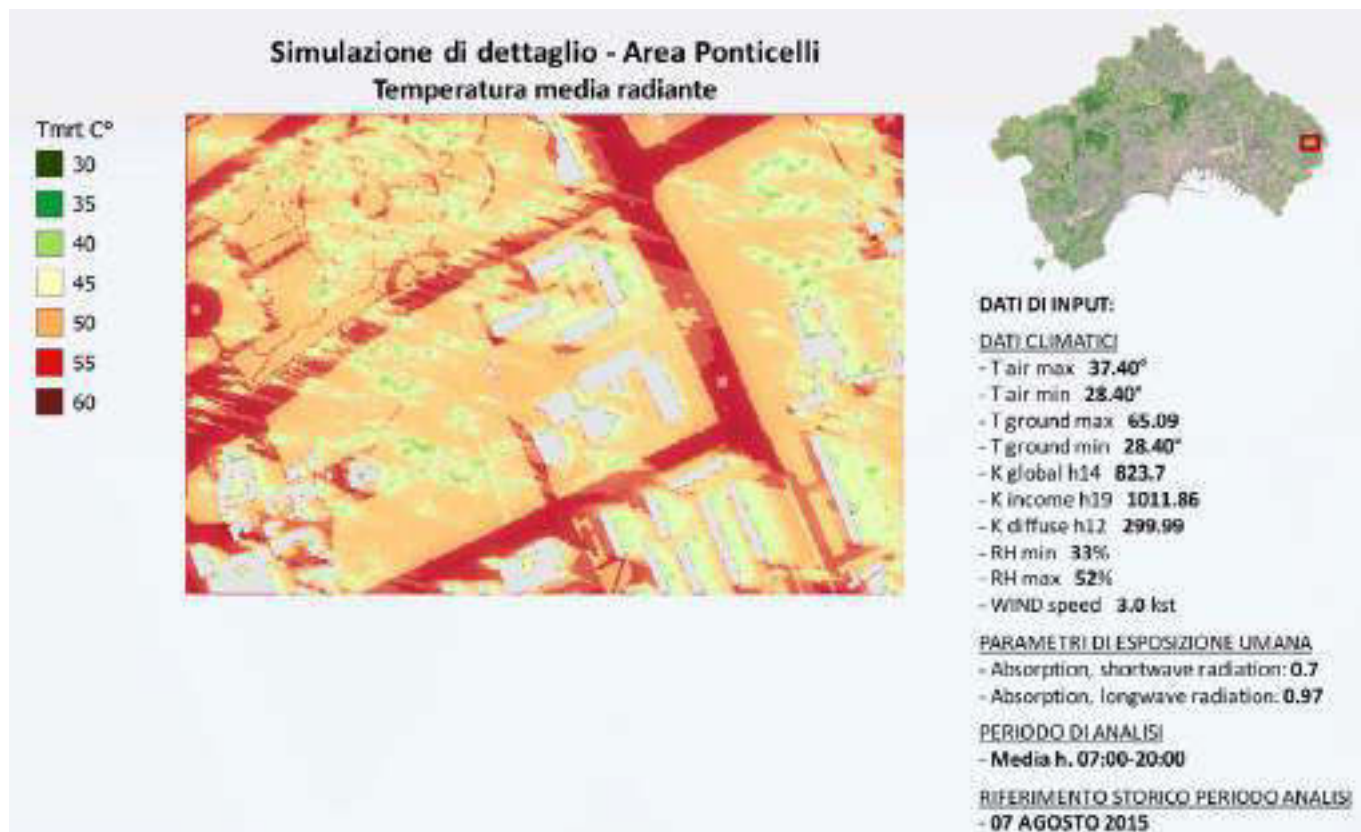 Simulazione di dettaglio - Area Ponticelli
Temperatura media radiante
Tmrt C°
30
35
40
45
50
55
60
DATI DI INPUT:
DATI CLIMATICI
- T air max 37.40°
- T air min 28.40°
- T ground max 65.09
- T ground min 28.40°
- K global h14 823.7
- K income h19 1011.86
- K diffuse h12 299.99
- RH min 33%
- RH max 52%
- WIND speed 3.0 kst
PARAMETRI DI ESPOSIZIONE UMANA
- Absorption, shortwave radiation: 0.7
- Absorption, longwave radiation: 0.97
PERIODO DI ANALISI
- Media h. 07:00-20:00
RIFERIMENTO STORICO PERIODO ANALISI
- 07 AGOSTO 2015